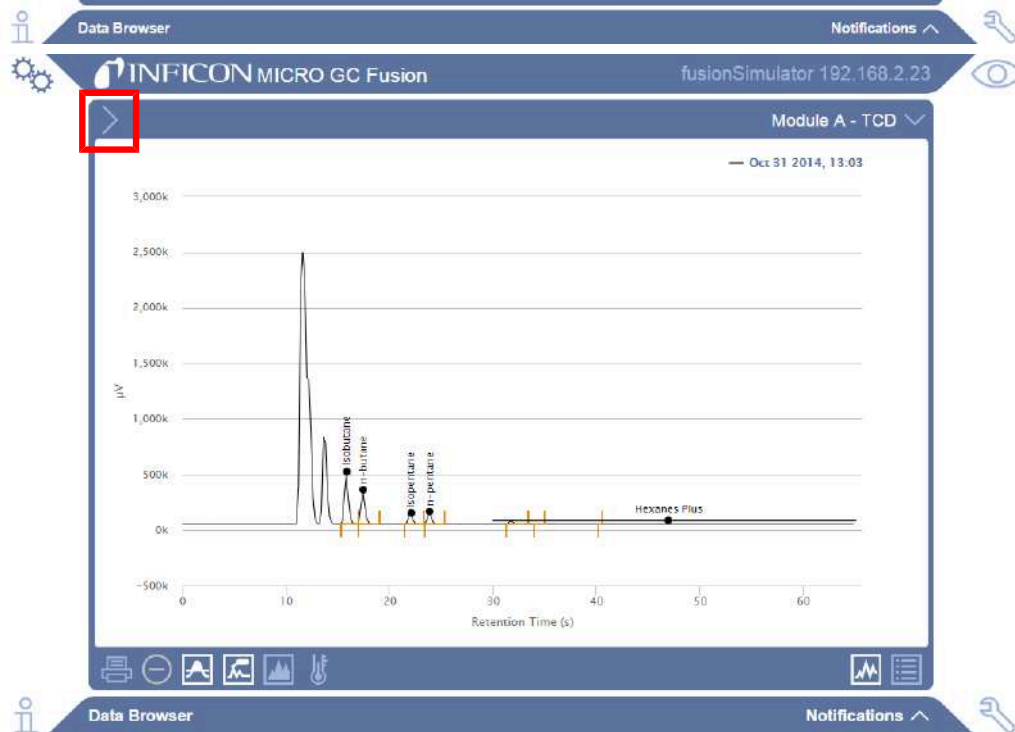 Data Browser Notifications
INFICON MICRO GC Fusion fusionSimulator 192.168.2.23
Module A - TCD
Oct 31 2014, 13:03
3,000k
2,500k
2,000k
1,500k
1,000k
500k
0k
-500k
µV
Isobutane
n-butane
Isopentane
n-pentane
Hexanes Plus
0 10 20 30 40 50 60
Retention Time (s)
Data Browser Notifications